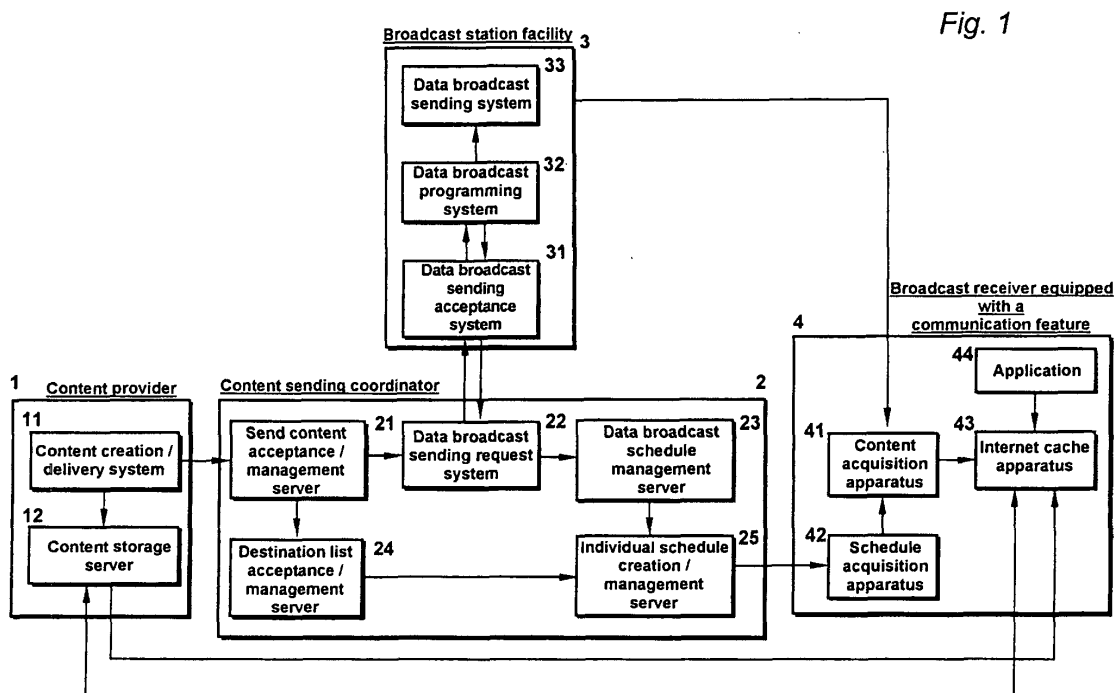 Fig. 1
Broadcast station facility
3
33
Data broadcast
sending system
32
Data broadcast
programming
system
31
Data broadcast
sending
acceptance
system
Broadcast receiver equipped
with a
communication feature
4
44
Application
41
Content
acquisition
apparatus
43
Internet cache
apparatus
42
Schedule
acquisition
apparatus
1
Content provider
11
Content creation /
delivery system
12
Content storage
server
Content sending coordinator
2
21
Send content
acceptance /
management
server
22
Data broadcast
sending request
system
23
Data broadcast
schedule
management
server
24
Destination list
acceptance /
management
server
25
Individual schedule
creation /
management
server